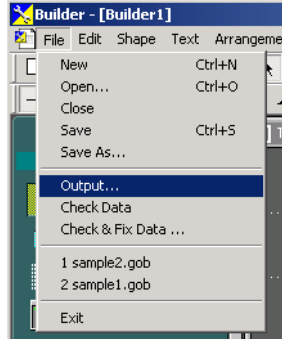 Builder - [Builder1]
File Edit Shape Text Arrangeme
New Ctrl+N
Open... Ctrl+O
Close
Save Ctrl+S
Save As...
Output...
Check Data
Check & Fix Data ...
1 sample2.gob
2 sample1.gob
Exit